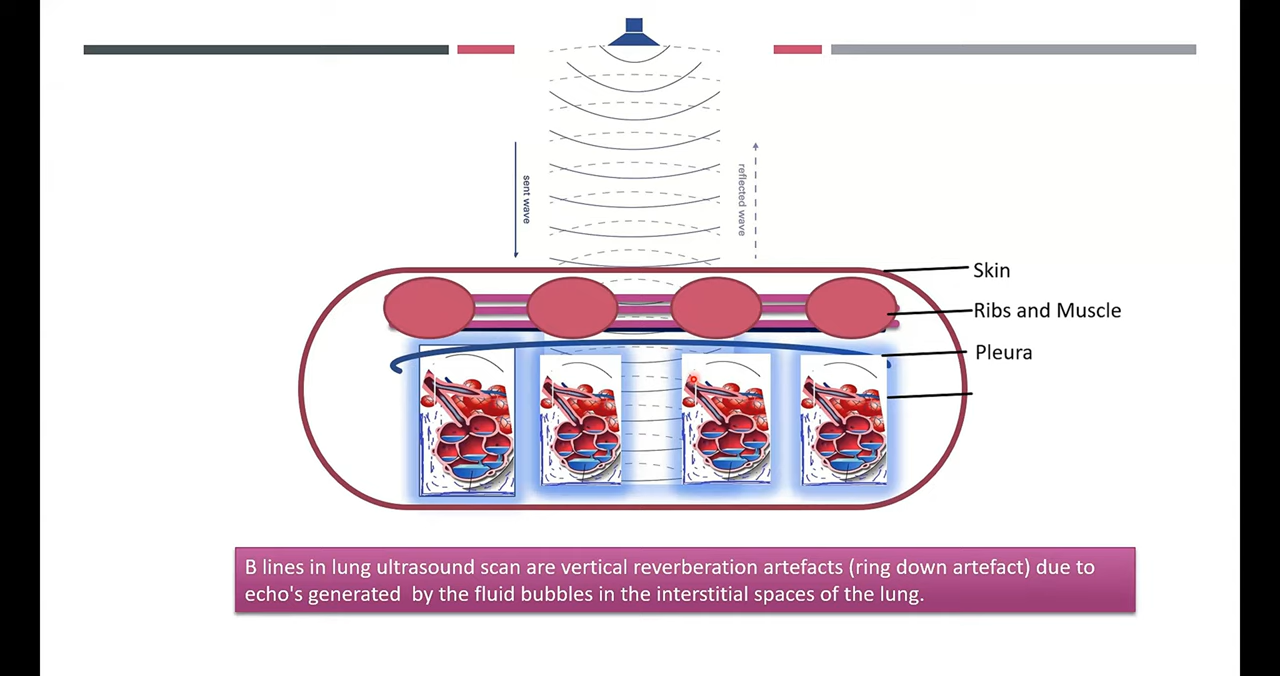 sent wave
reflected wave
Skin
Ribs and Muscle
Pleura
B lines in lung ultrasound scan are vertical reverberation artefacts (ring down artefact) due to
echo's generated by the fluid bubbles in the interstitial spaces of the lung.